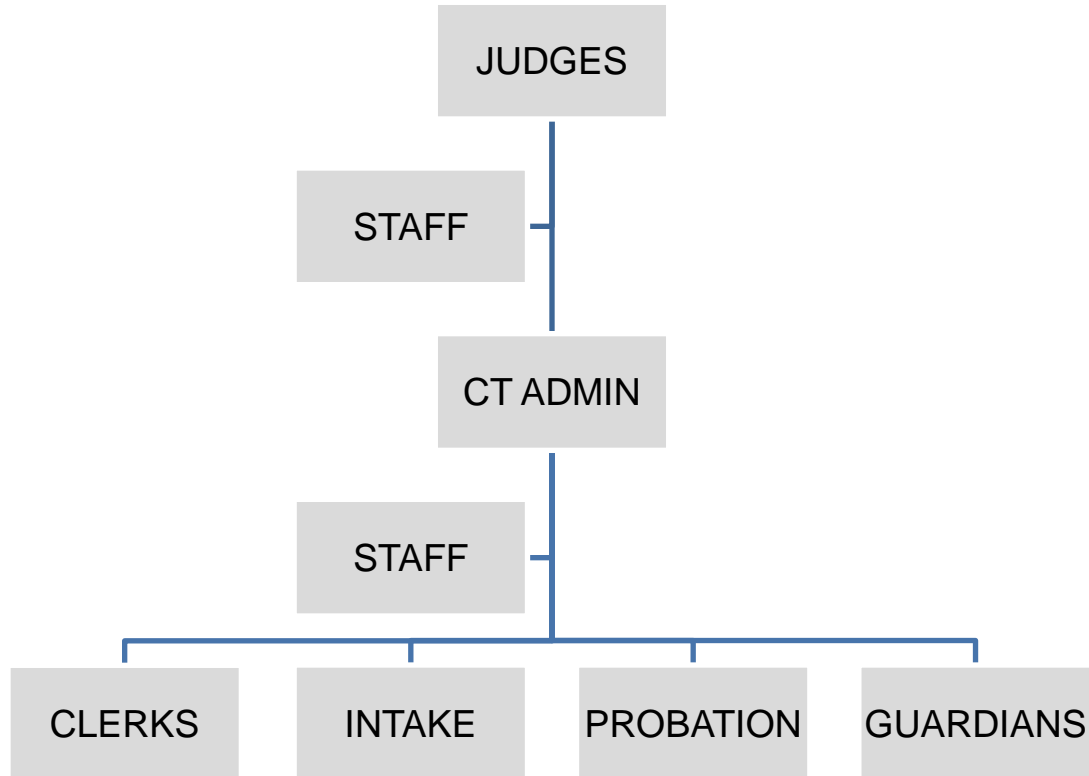 JUDGES
STAFF
CT ADMIN
STAFF
CLERKS
INTAKE
PROBATION
GUARDIANS